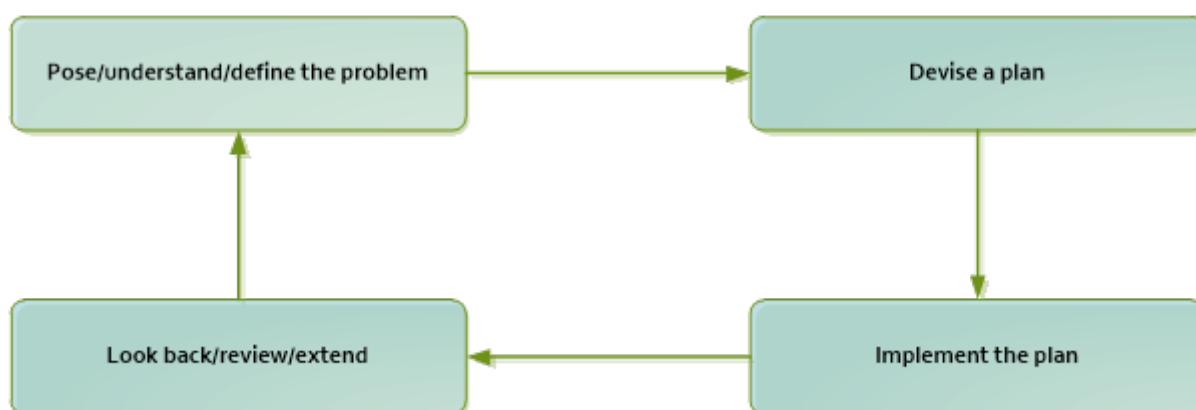 Pose/understand/define the problem
Devise a plan
Look back/review/extend
Implement the plan